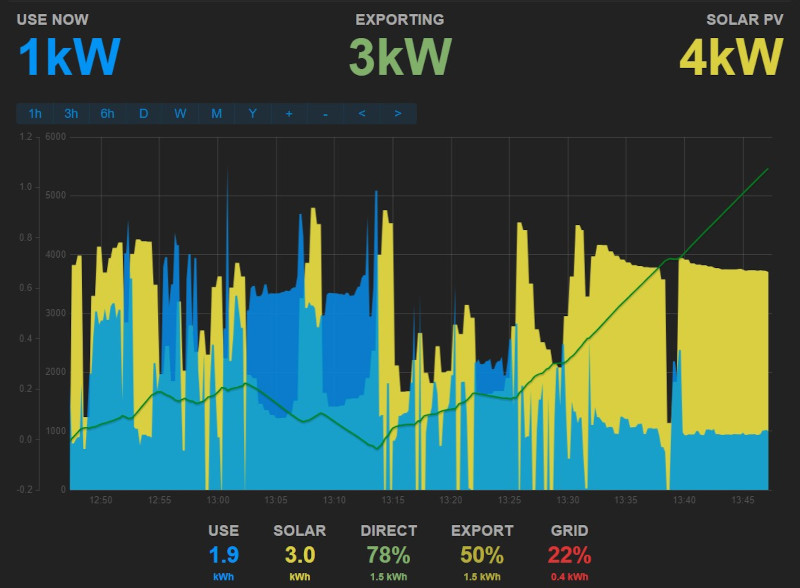 USE NOW EXPORTING SOLAR PV
1kW 3kW 4kW
1h 3h 6h D W M Y + - < >
1.2 6000
1.0 5000
0.8 4000
0.6 3000
0.4
0.2 2000
0.0 1000
-0.2 0
12:50 12:55 13:00 13:05 13:10 13:15 13:20 13:25 13:30 13:35 13:40 13:45
USE SOLAR DIRECT EXPORT GRID
1.9 3.0 78% 50% 22%
kWh kWh 1.5 kWh 1.5 kWh 0.4 kWh